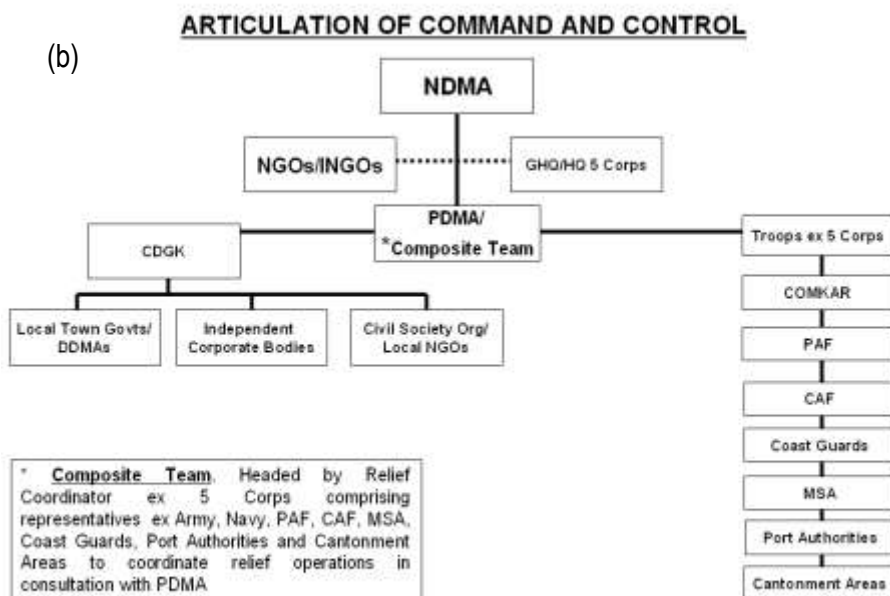 ARTICULATION OF COMMAND AND CONTROL
(b)
NDMA
NGOs/INGOs
GHQ/HQ 5 Corps
PDMA/
*Composite Team
CDGK
Troops ex 5 Corps
COMKAR
Local Town Govts/
DDMAs
Independent
Corporate Bodies
Civil Society Org/
Local NGOs
PAF
CAF
Coast Guards
MSA
Port Authorities
Cantonment Areas
* Composite Team. Headed by Relief
Coordinator ex 5 Corps comprising
representatives ex Army, Navy, PAF, CAF, MSA,
Coast Guards, Port Authorities and Cantonment
Areas to coordinate relief operations in
consultation with PDMA